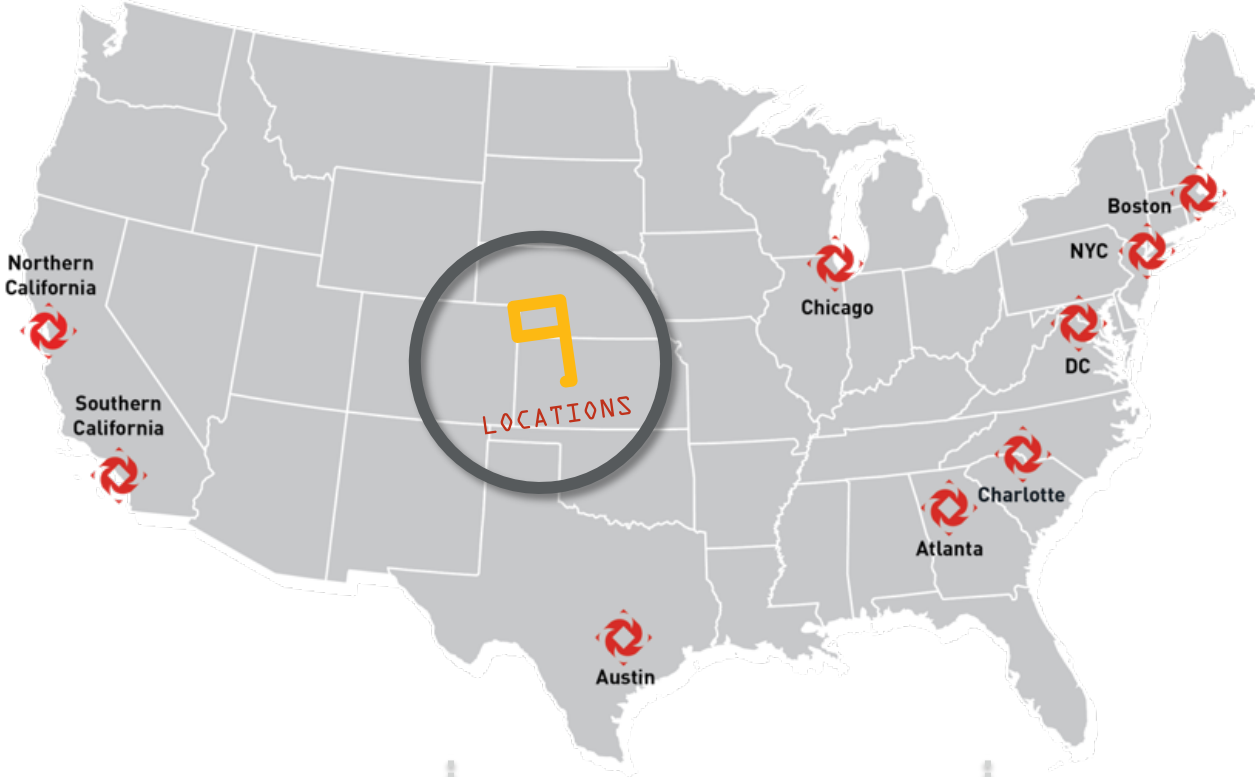 Boston
NYC
Northern
California
Chicago
9
DC
Southern
California
LOCATIONS
Charlotte
Atlanta
Austin